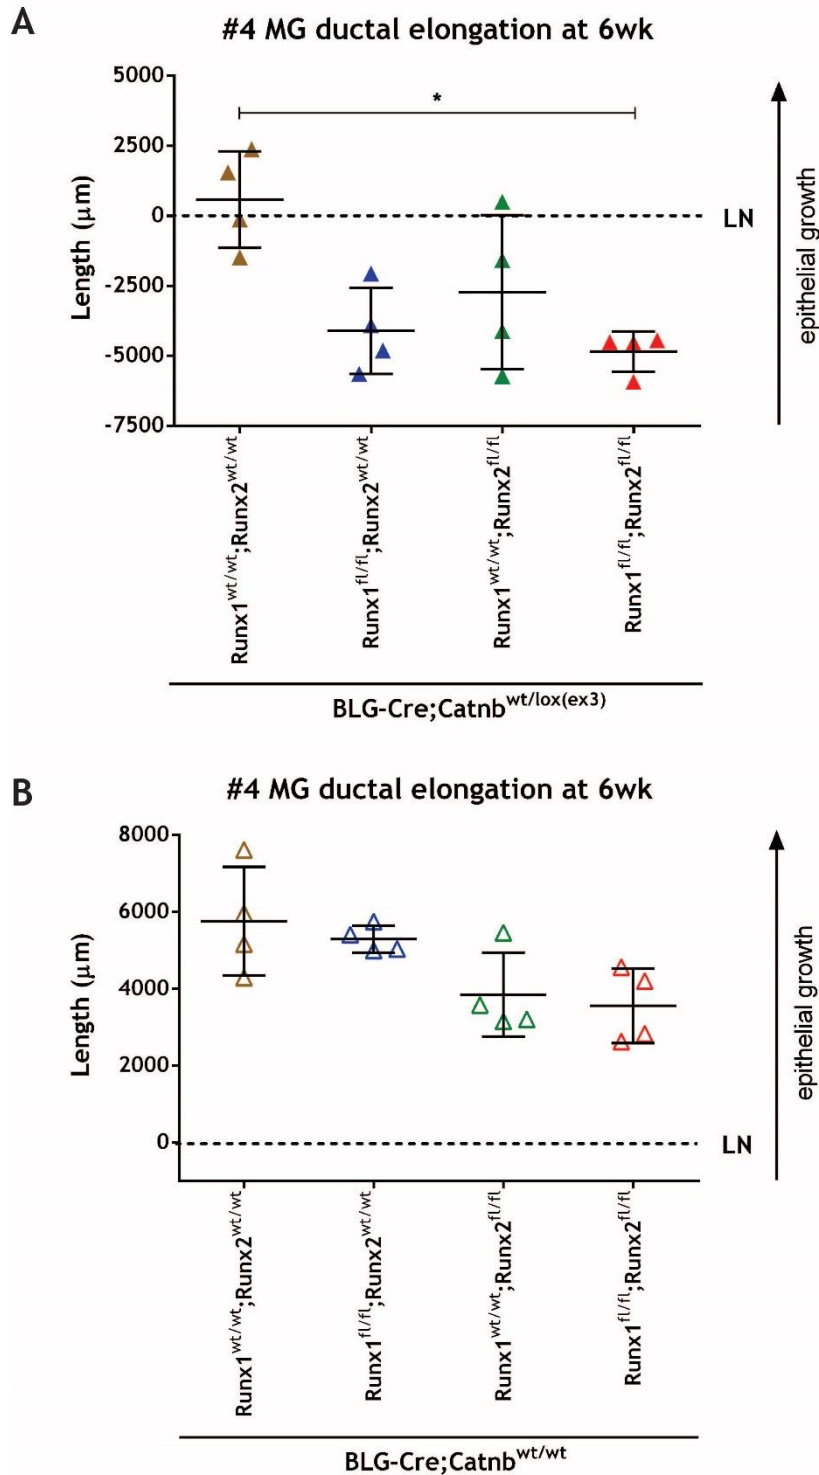 A
#4 MG ductal elongation at 6wk
5000
2500
0
-2500
-5000
-7500
Length (µm)
*
LN
epithelial growth
Runx1wt/wt;Runx2wt/wt
Runx1fl/fl;Runx2wt/wt
Runx1wt/wt;Runx2fl/fl
Runx1fl/fl;Runx2fl/fl
BLG-Cre;Catnbwt/lox(ex3)
B
#4 MG ductal elongation at 6wk
8000
6000
4000
2000
0
Length (µm)
LN
epithelial growth
Runx1wt/wt;Runx2wt/wt
Runx1fl/fl;Runx2wt/wt
Runx1wt/wt;Runx2fl/fl
Runx1fl/fl;Runx2fl/fl
BLG-Cre;Catnbwt/wt